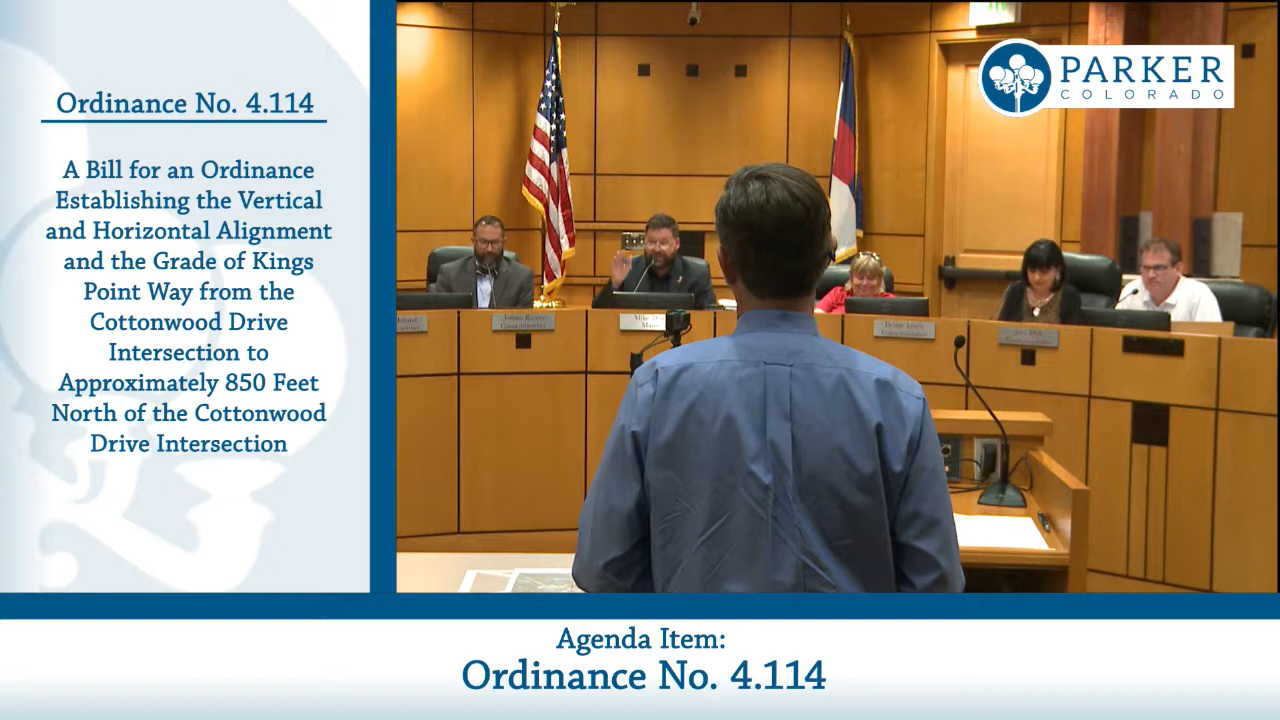 Ordinance No. 4.114
A Bill for an Ordinance
Establishing the Vertical
and Horizontal Alignment
and the Grade of Kings
Point Way from the
Cottonwood Drive
Intersection to
Approximately 850 Feet
North of the Cottonwood
Drive Intersection
PARKER
COLORADO
Agenda Item:
Ordinance No. 4.114